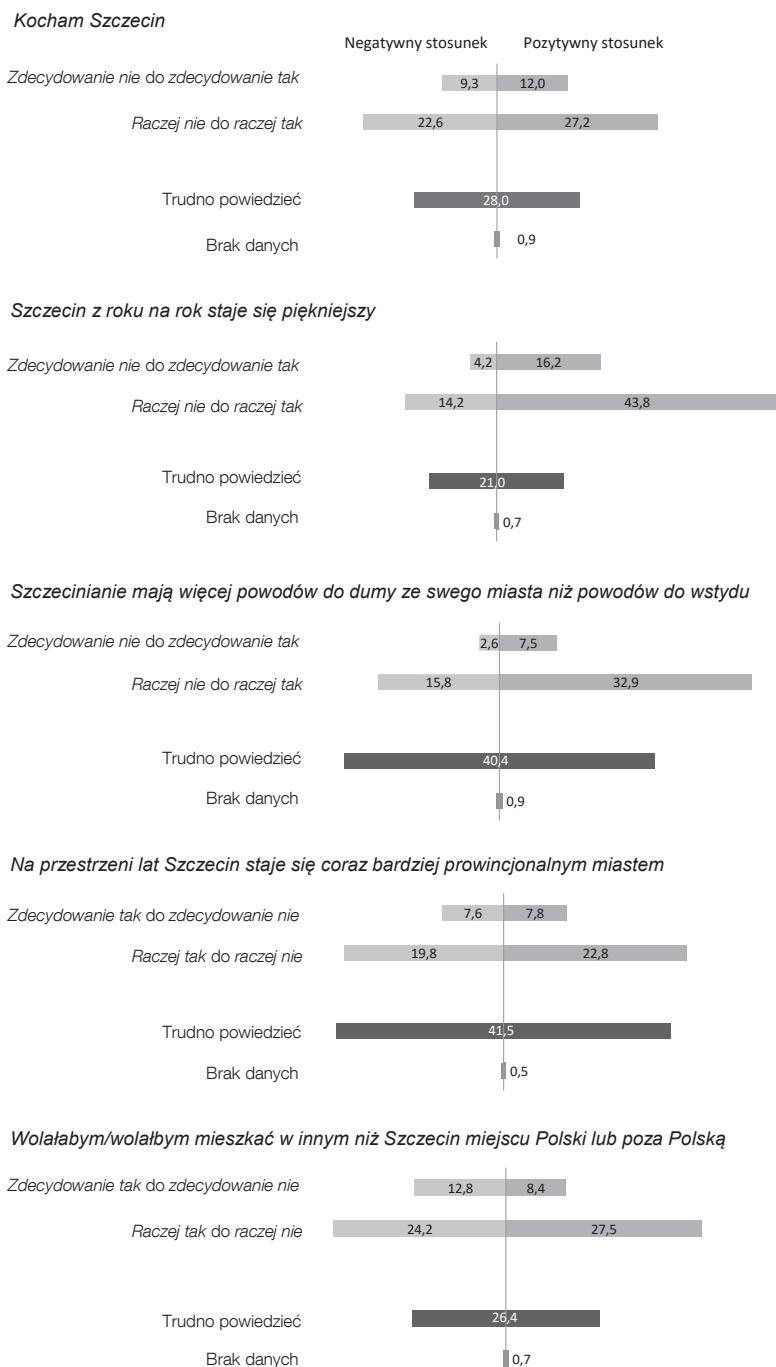 Kocham Szczecin
Negatywny stosunek Pozytywny stosunek
Zdecydowanie nie do zdecydowanie tak 9,3 12,0
Raczej nie do raczej tak 22,6 27,2
Trudno powiedzieć 28,0
Brak danych 0,9
Szczecin z roku na rok staje się piękniejszy
Zdecydowanie nie do zdecydowanie tak 4,2 16,2
Raczej nie do raczej tak 14,2 43,8
Trudno powiedzieć 21,0
Brak danych 0,7
Szczecinianie mają więcej powodów do dumy ze swego miasta niż powodów do wstydu
Zdecydowanie nie do zdecydowanie tak 2,6 7,5
Raczej nie do raczej tak 15,8 32,9
Trudno powiedzieć 40,4
Brak danych 0,9
Na przestrzeni lat Szczecin staje się coraz bardziej prowincjonalnym miastem
Zdecydowanie tak do zdecydowanie nie 7,6 7,8
Raczej tak do raczej nie 19,8 22,8
Trudno powiedzieć 41,5
Brak danych 0,5
Wolałabym/wolałbym mieszkać w innym niż Szczecin miejscu Polski lub poza Polską
Zdecydowanie tak do zdecydowanie nie 12,8 8,4
Raczej tak do raczej nie 24,2 27,5
Trudno powiedzieć 26,4
Brak danych 0,7